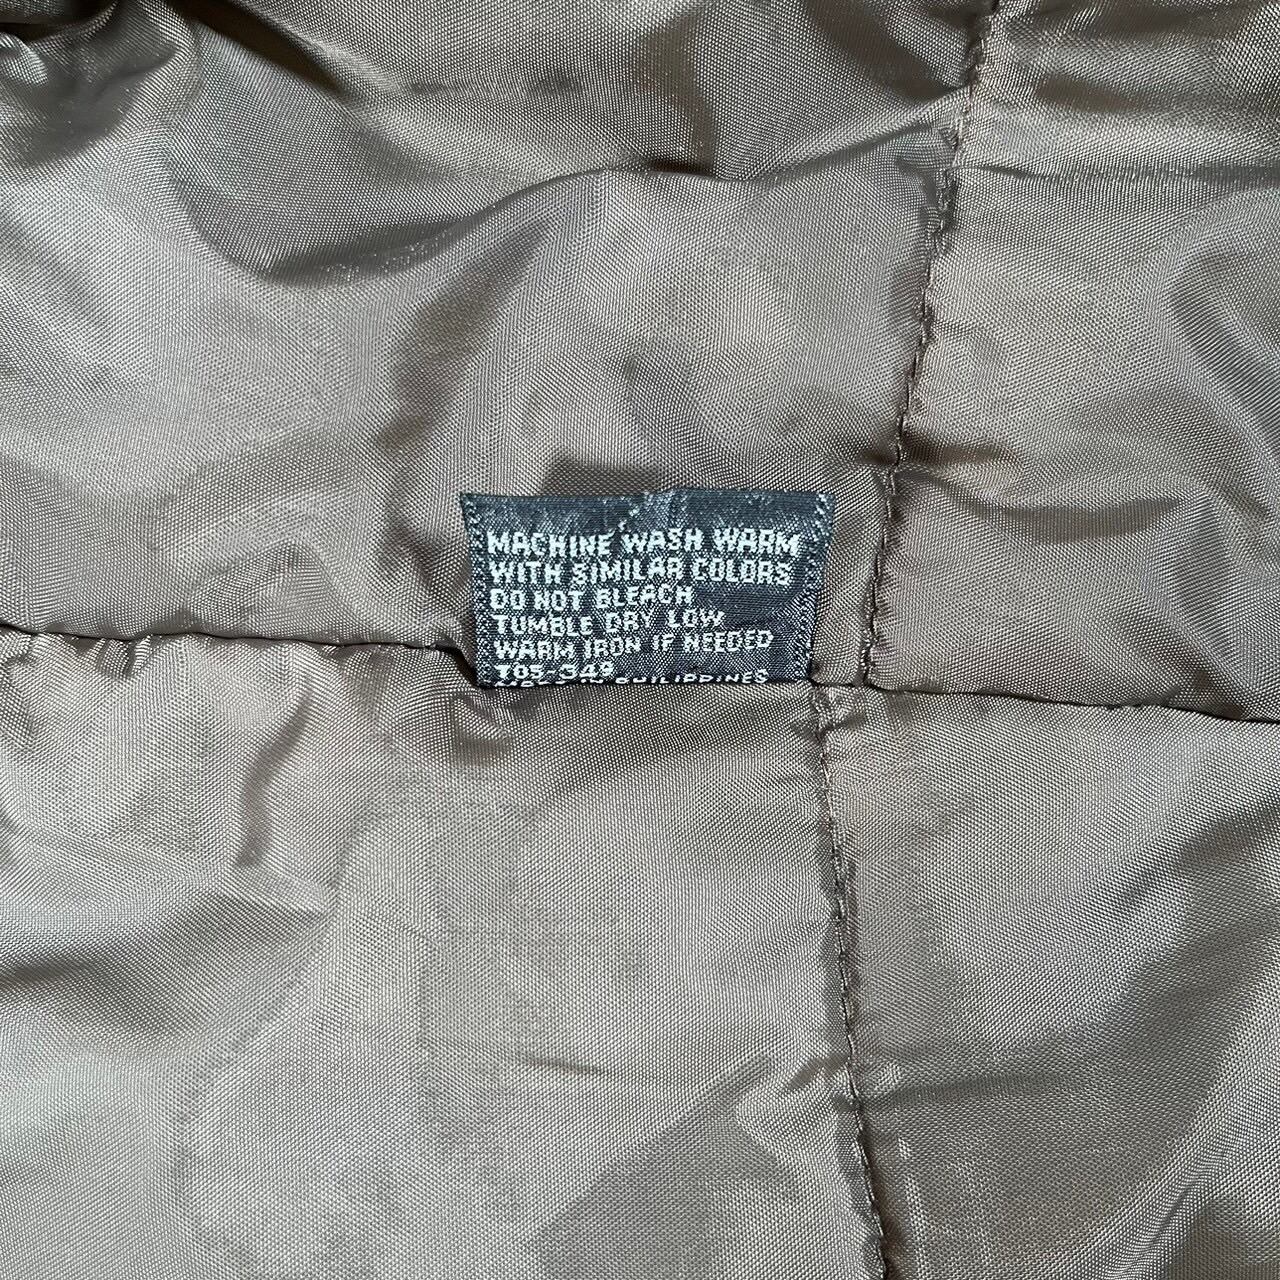 MACHINE WASH WARM
WITH SIMILAR COLORS
DO NOT BLEACH
TUMBLE DRY LOW
WARM IRON IF NEEDED
T05-349
PHILIPPINES